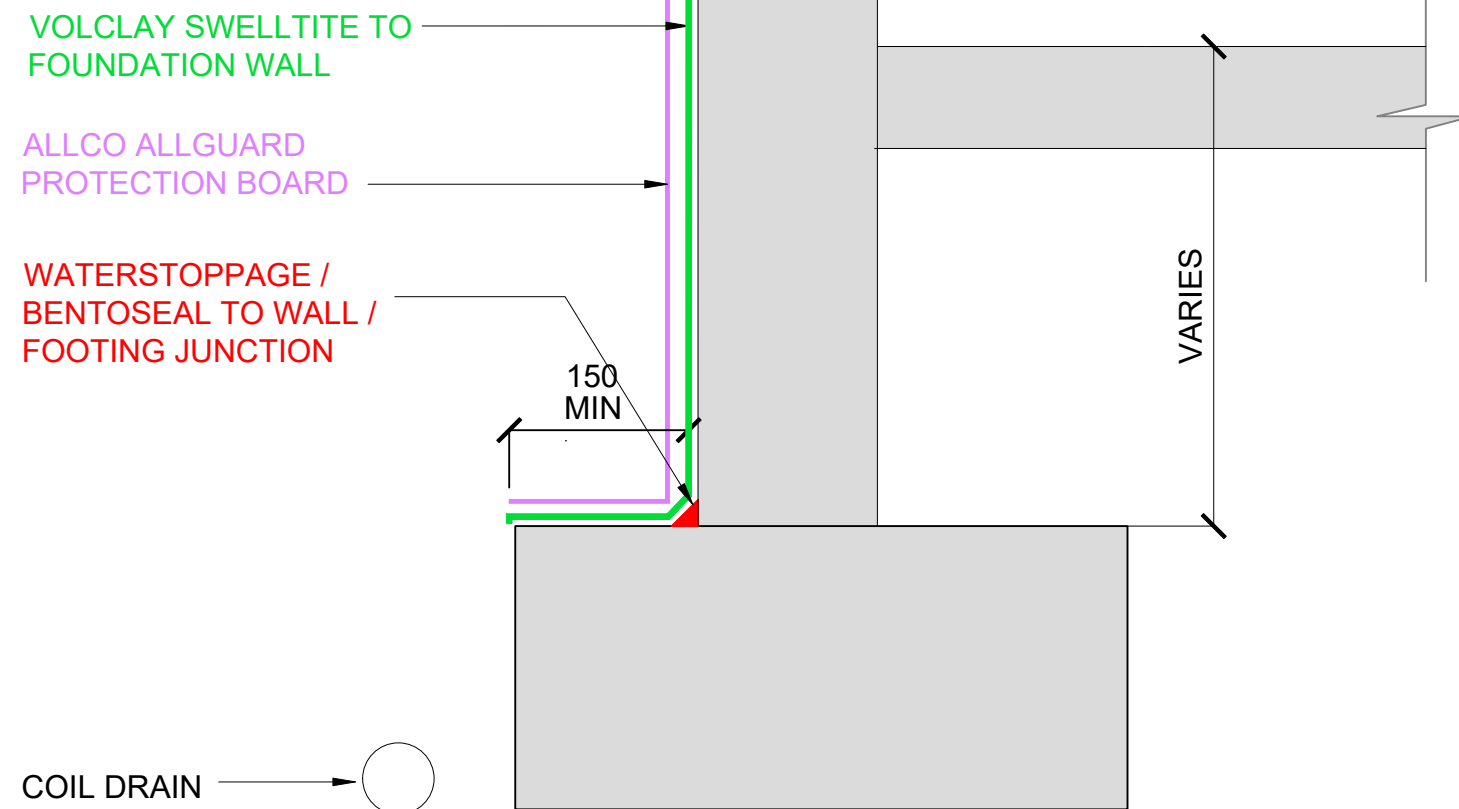 VOLCLAY SWELLTITE TO
FOUNDATION WALL
ALLCO ALLGUARD
PROTECTION BOARD
WATERSTOPPAGE /
BENTOSEAL TO WALL /
FOOTING JUNCTION
150
MIN
VARIES
COIL DRAIN